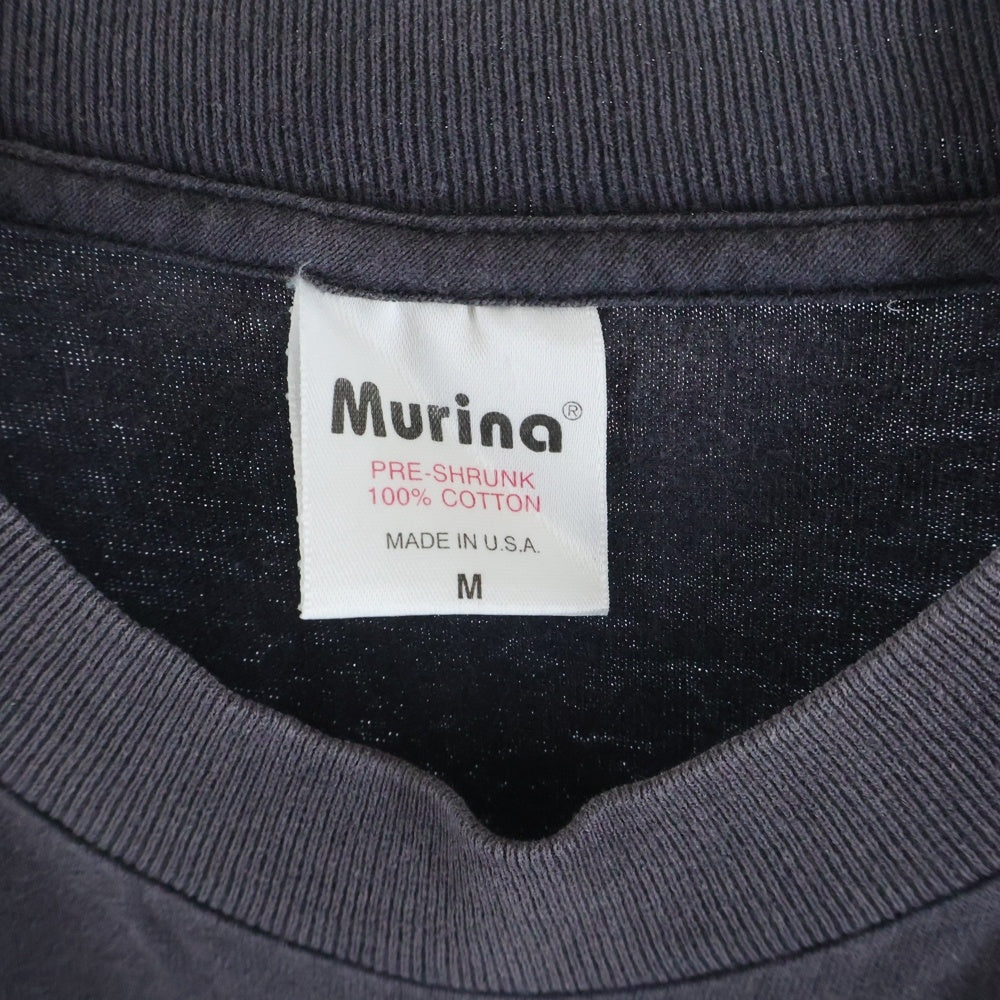 Murina®
PRE-SHRUNK
100% COTTON
MADE IN U.S.A.
M